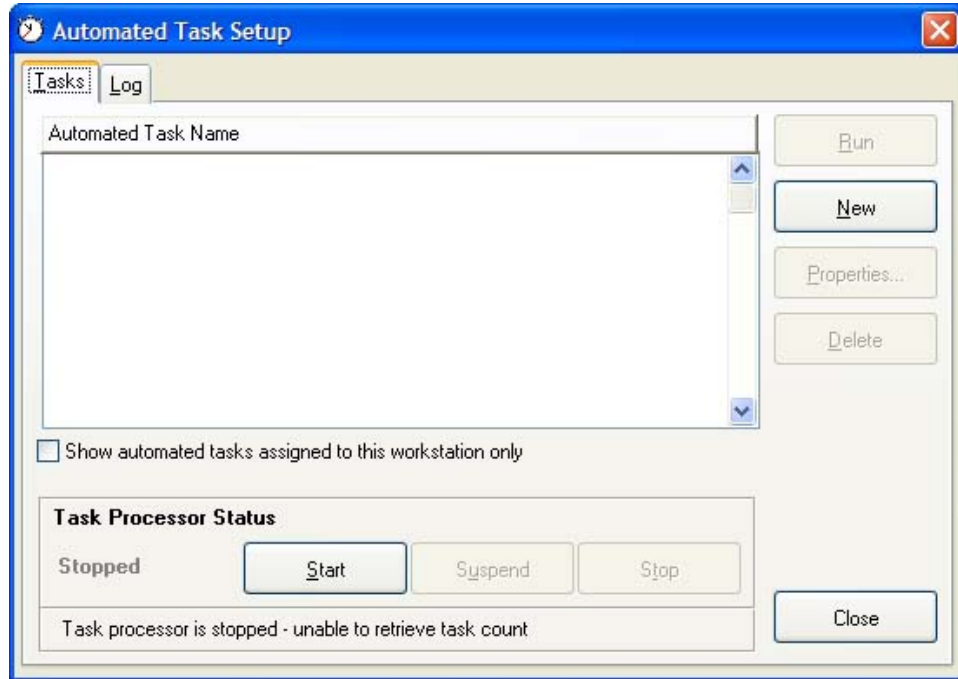 Automated Task Setup
Tasks Log
Automated Task Name
Run
New
Properties...
Delete
Show automated tasks assigned to this workstation only
Task Processor Status
Stopped Start Suspend Stop
Task processor is stopped - unable to retrieve task count
Close